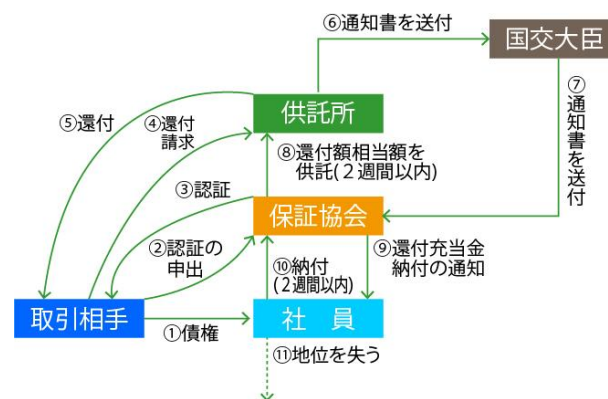 ⑥通知書を送付
国交大臣
⑦通知書を送付
⑤還付
④還付
請求
供託所
⑧還付額相当額を
供託(2週間以内)
③認証
保証協会
②認証の
申出
⑩納付
(2週間以内)
⑨還付充当金
納付の通知
取引相手
①債権
社　員
⑪地位を失う